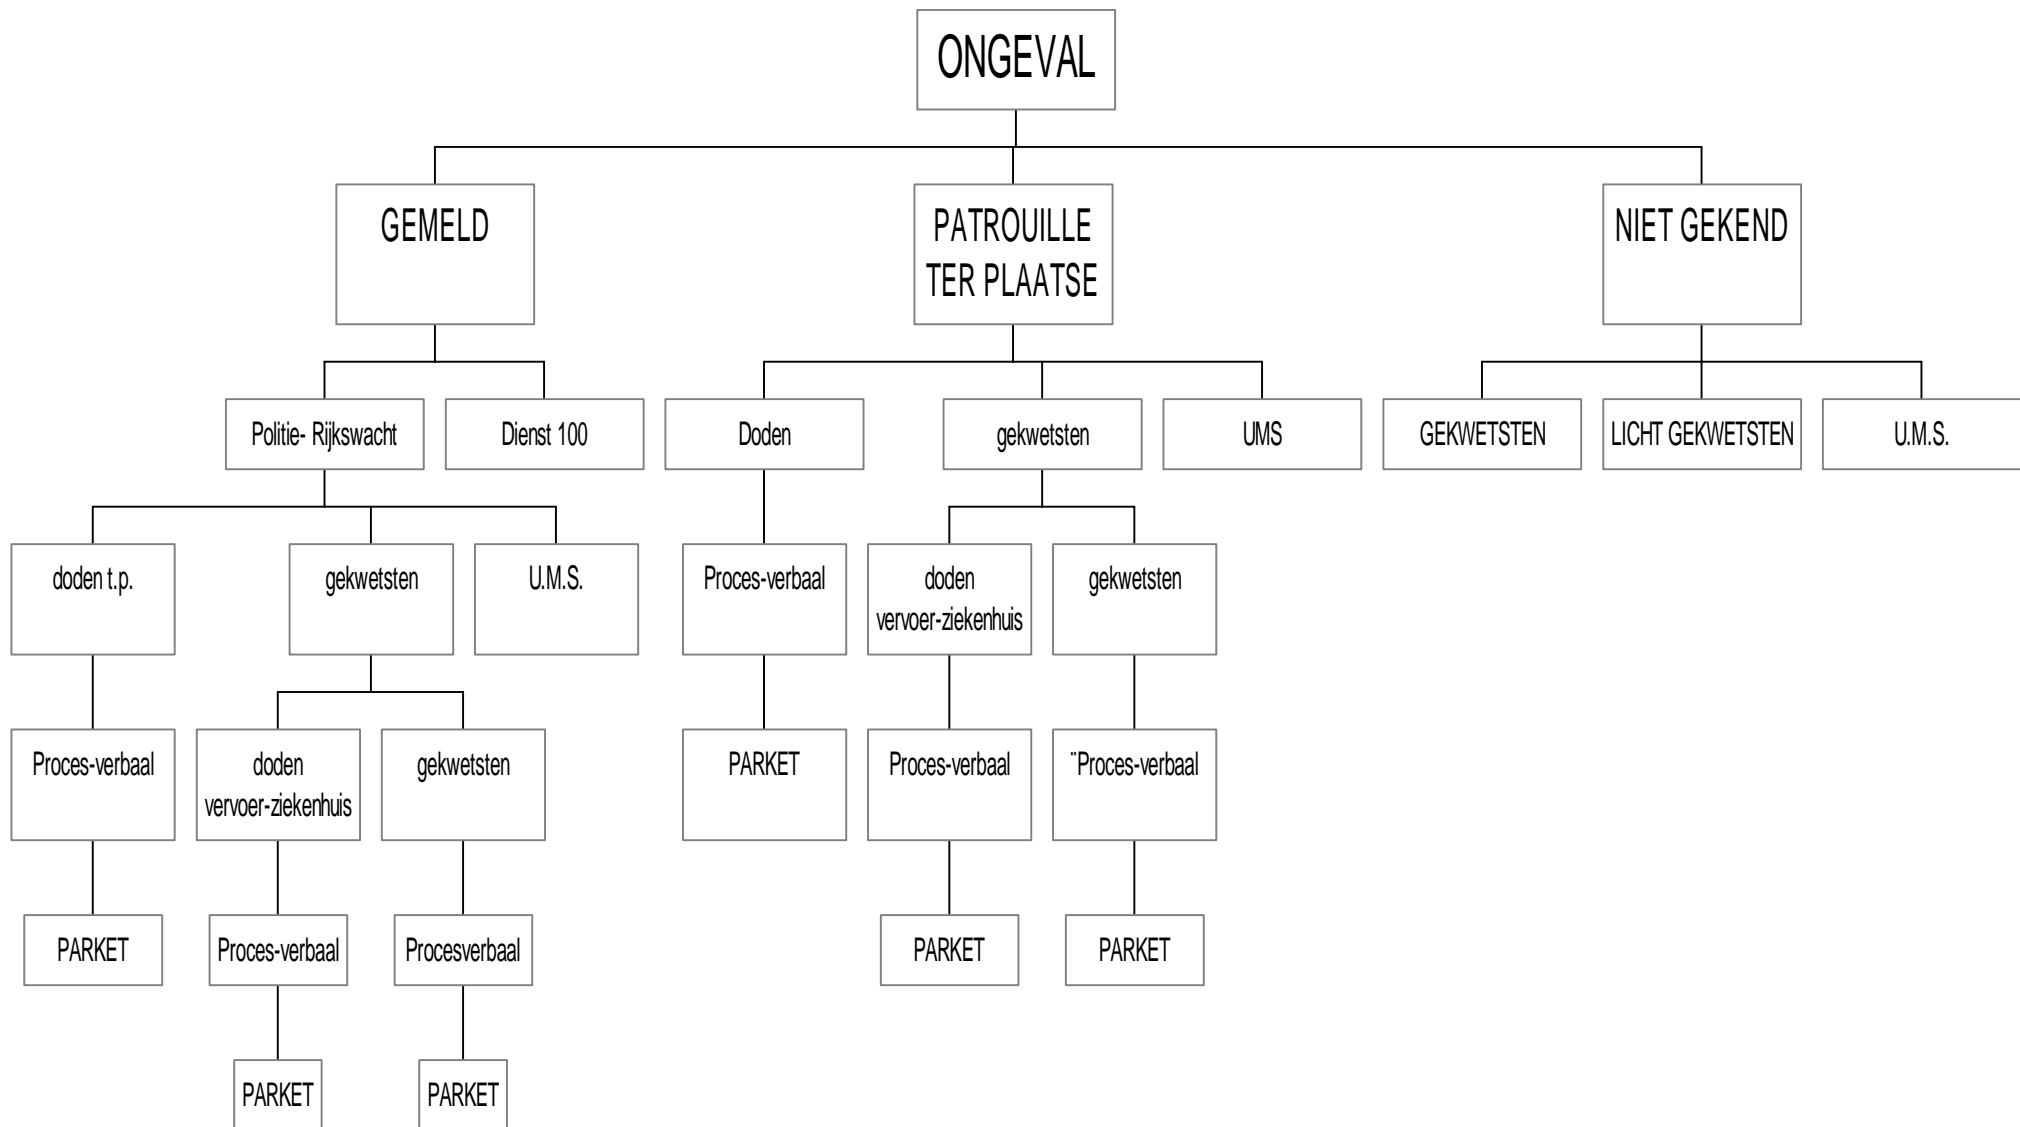 ONGEVAL
GEMELD
PATROUILLE
TER PLAATSE
NIET GEKEND
Politie- Rijkswacht
Dienst 100
Doden
gekwetsten
UMS
GEKWETSTEN
LICHT GEKWETSTEN
U.M.S.
doden t.p.
gekwetsten
U.M.S.
Proces-verbaal
doden
vervoer-ziekenhuis
gekwetsten
Proces-verbaal
doden
vervoer-ziekenhuis
gekwetsten
PARKET
Proces-verbaal
¨Proces-verbaal
PARKET
Proces-verbaal
Procesverbaal
PARKET
PARKET
PARKET
PARKET